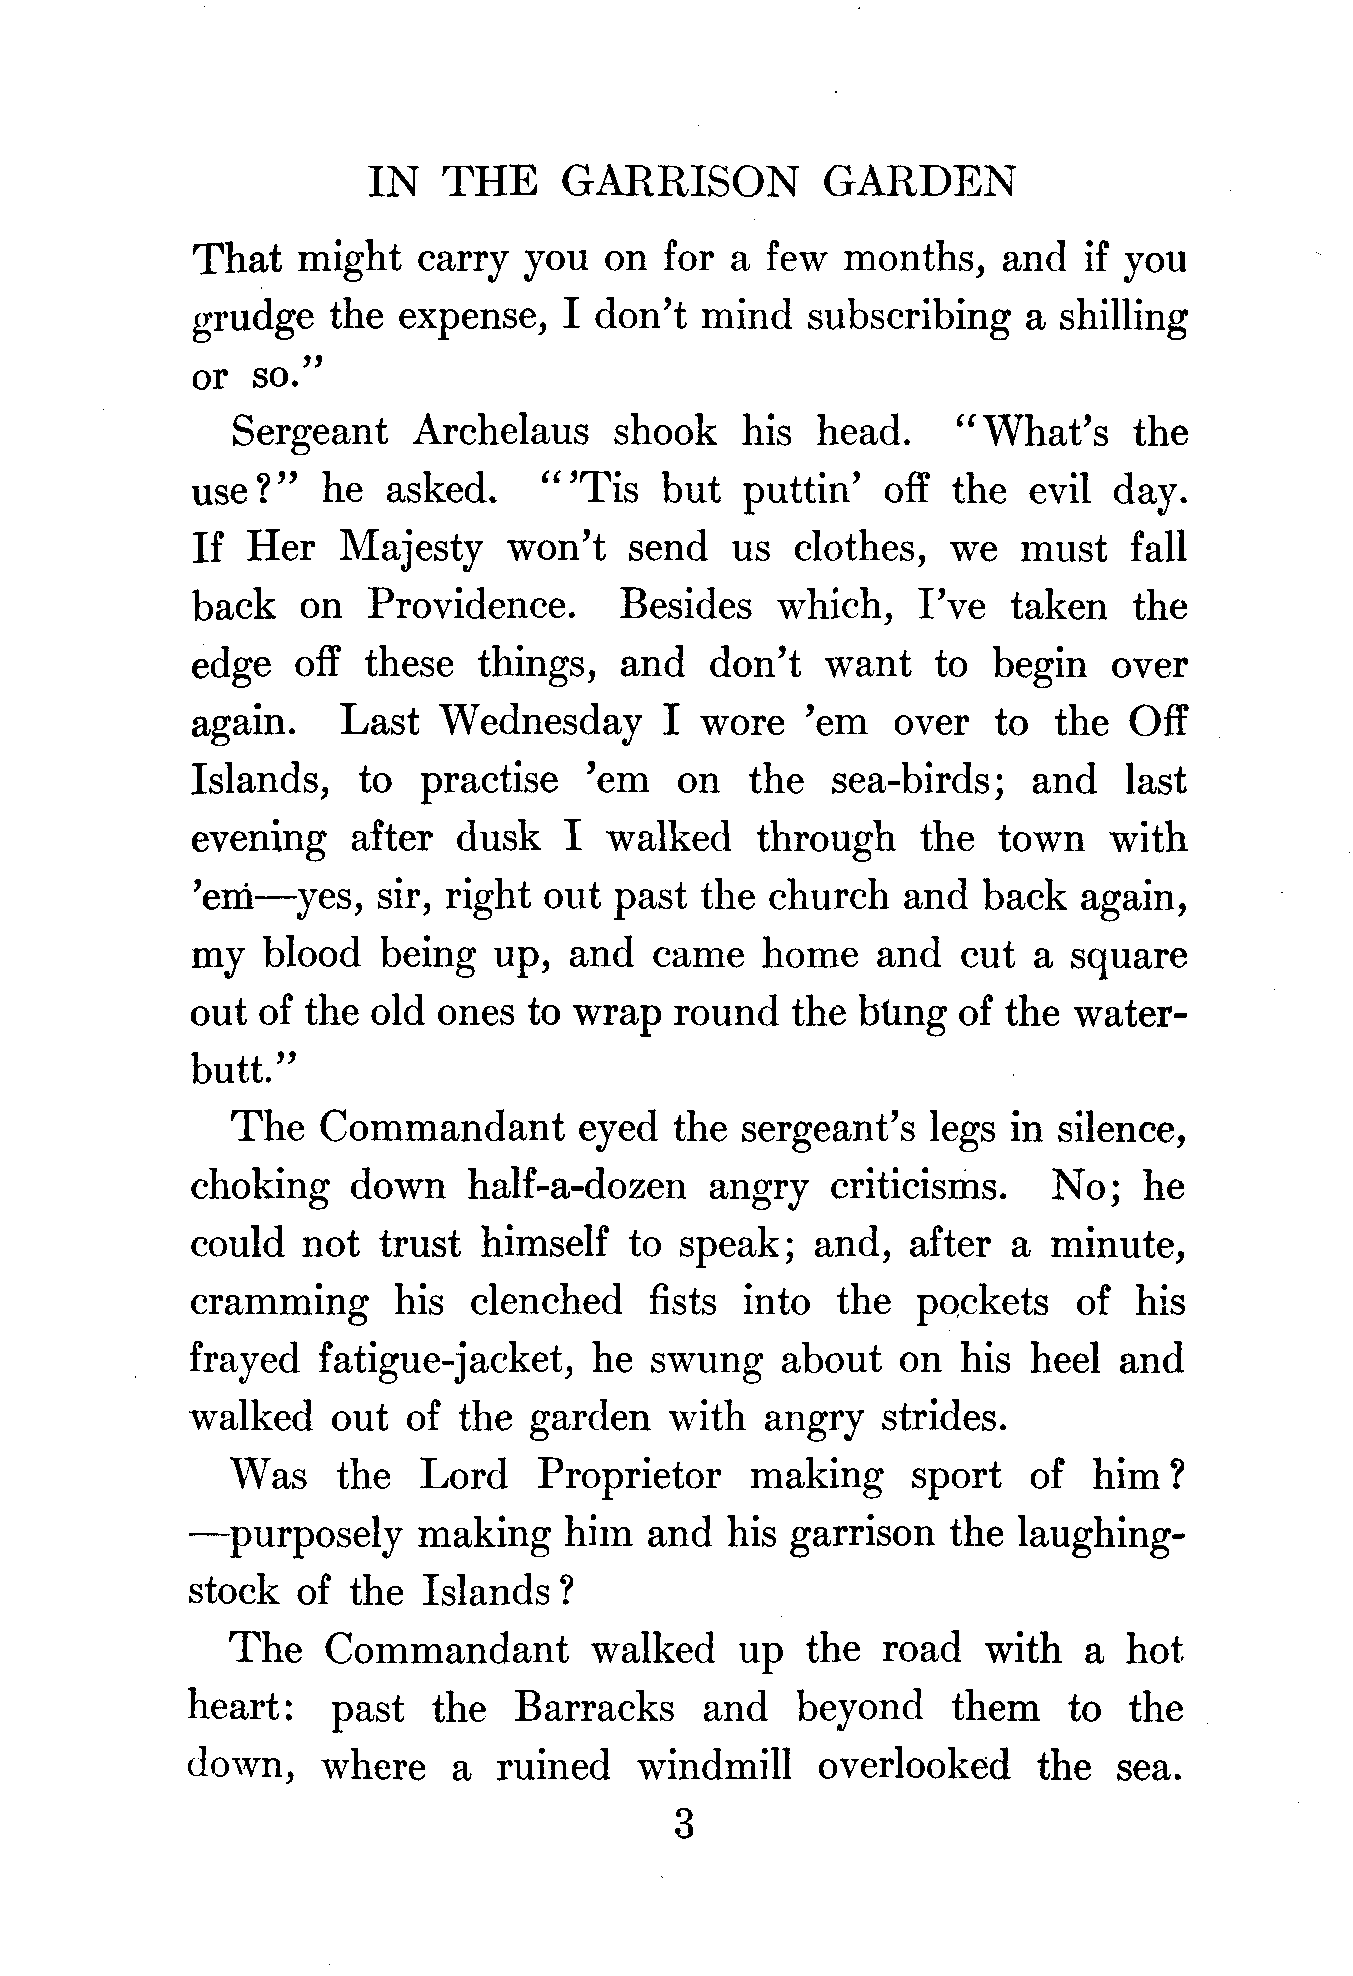 IN THE GARRISON GARDEN
That might carry you on for a few months, and if you
grudge the expense, I don't mind subscribing a shilling
or so."
Sergeant Archelaus shook his head. "What's the
use?" he asked. "'Tis but puttin' off the evil day.
If Her Majesty won't send us clothes, we must fall
back on Providence. Besides which, I've taken the
edge off these things, and don't want to begin over
again. Last Wednesday I wore 'em over to the Off
Islands, to practise 'em on the sea-birds; and last
evening after dusk I walked through the town with
'em—yes, sir, right out past the church and back again,
my blood being up, and came home and cut a square
out of the old ones to wrap round the bung of the water-
butt."
The Commandant eyed the sergeant's legs in silence,
choking down half-a-dozen angry criticisms. No; he
could not trust himself to speak; and, after a minute,
cramming his clenched fists into the pockets of his
frayed fatigue-jacket, he swung about on his heel and
walked out of the garden with angry strides.
Was the Lord Proprietor making sport of him?
—purposely making him and his garrison the laughing-
stock of the Islands?
The Commandant walked up the road with a hot
heart: past the Barracks and beyond them to the
down, where a ruined windmill overlooked the sea.
3